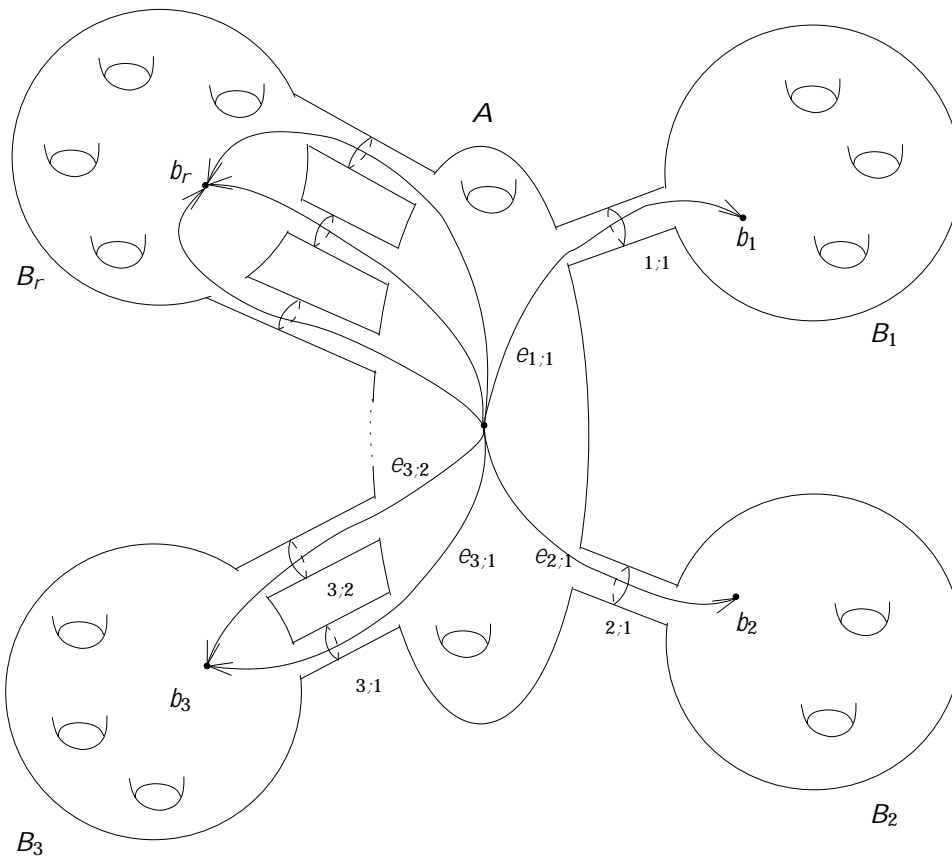 A
b_r
b_1
1;1
B_r
B_1
e_{1;1}
e_{3;2}
e_{3;1}
e_{2;1}
3;2
2;1
b_2
3;1
b_3
B_2
B_3